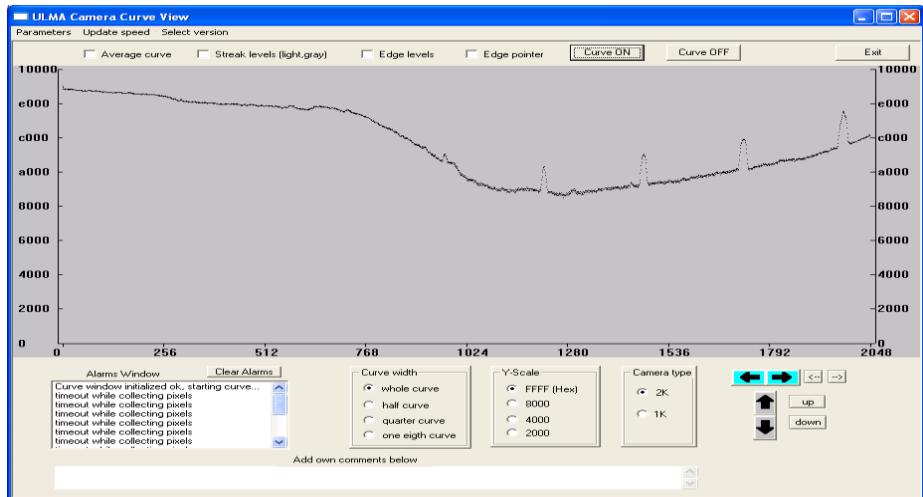 ULMA Camera Curve View
Parameters Update speed Select version
Average curve Streak levels (light,gray) Edge levels Edge pointer Curve ON Curve OFF Exit
10000 10000
e000 e000
c000 c000
a000 a000
8000 8000
6000 6000
4000 4000
2000 2000
0 0
0 256 512 768 1024 1280 1536 1792 2048
Alarms Window Clear Alarms
Curve window initialized ok, starting curve...
timeout while collecting pixels
timeout while collecting pixels
timeout while collecting pixels
timeout while collecting pixels
timeout while collecting pixels
timeout while collecting pixels
Curve width
whole curve
half curve
quarter curve
one eigth curve
Y-Scale
FFFF (Hex)
8000
4000
2000
Camera type
2K
1K
<-- -->
up
down
Add own comments below